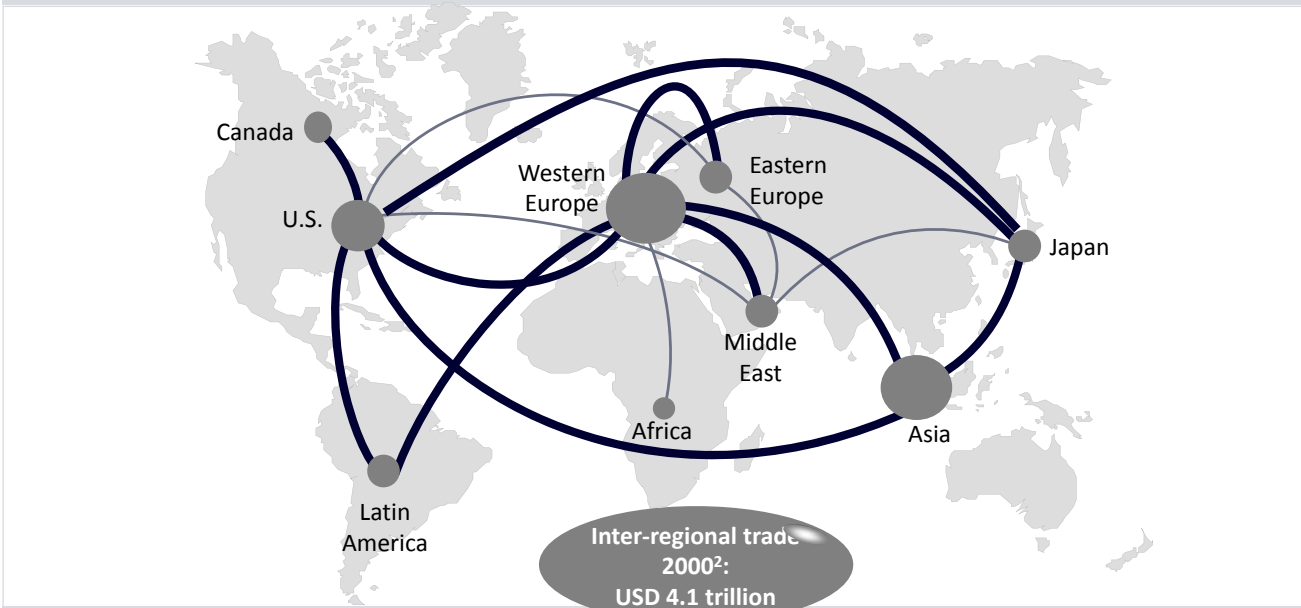 Canada
U.S.
Western
Europe
Eastern
Europe
Japan
Middle
East
Africa
Asia
Latin
America
Inter-regional trade
2000²:
USD 4.1 trillion